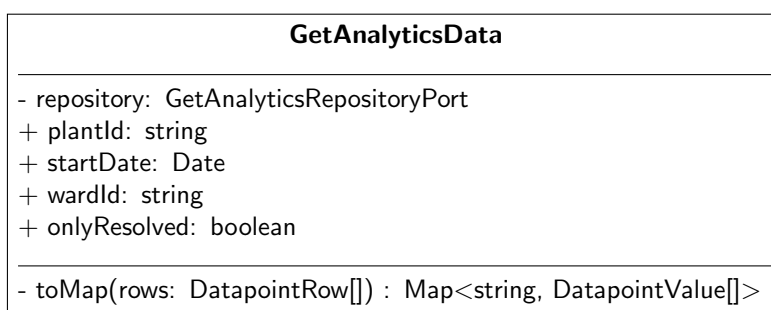 GetAnalyticsData
- repository: GetAnalyticsRepositoryPort
+ plantId: string
+ startDate: Date
+ wardId: string
+ onlyResolved: boolean
- toMap(rows: DatapointRow[]) : Map<string, DatapointValue[]>